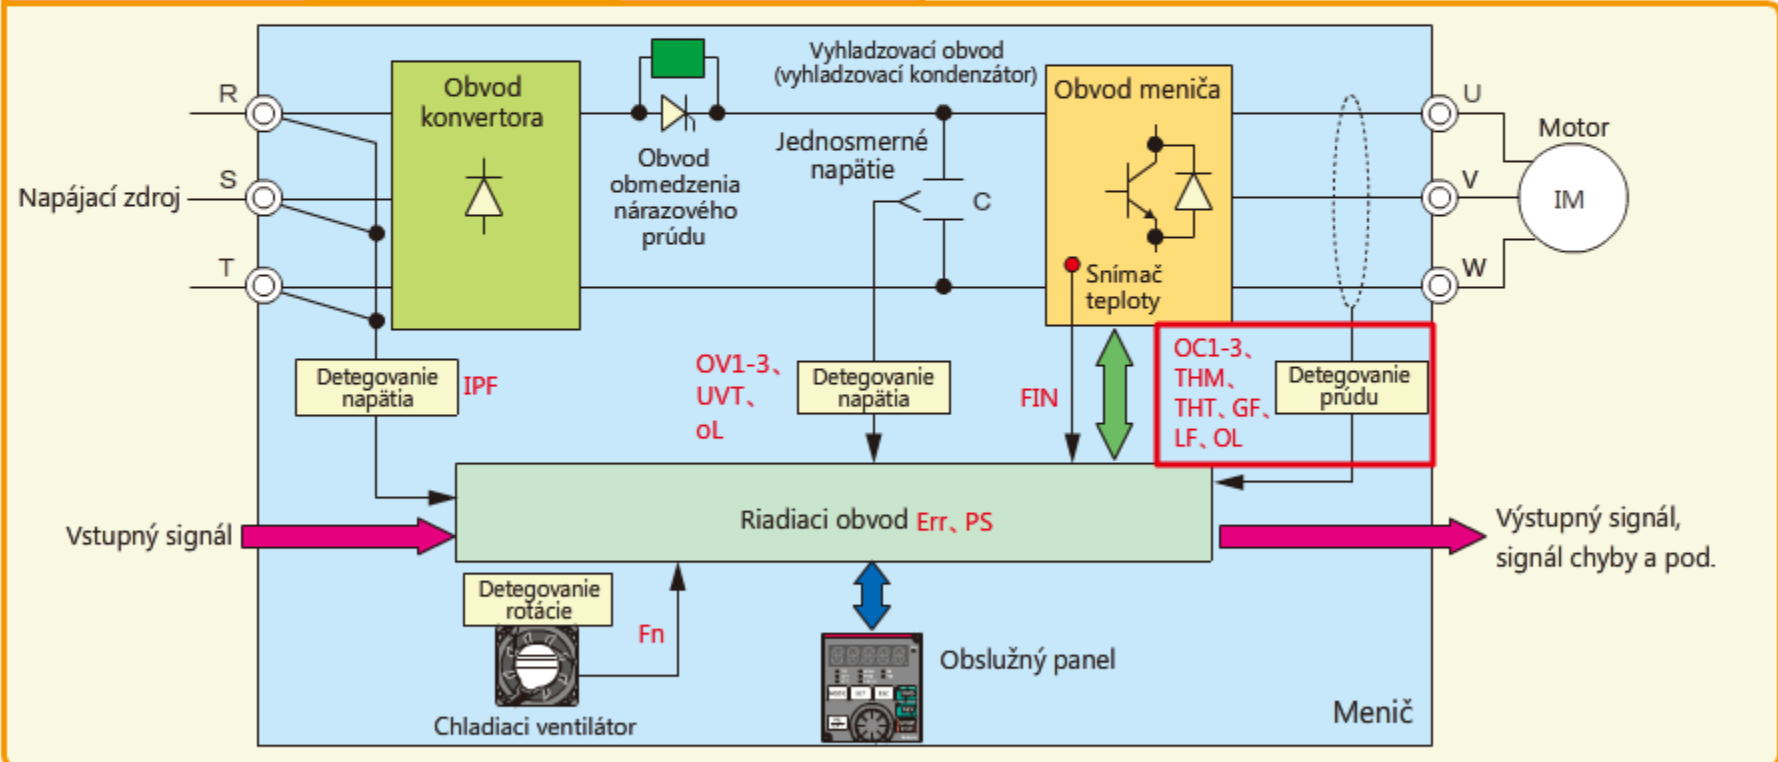 Vyhladzovací obvod
(vyhladzovací kondenzátor)
R
Obvod
konvertora
Obvod meniča
U
Motor
Obvod
obmedzenia
nárazového
prúdu
Jednosmerné
napätie
Napájací zdroj
S
C
V
IM
T
Snímač
teploty
W
Detegovanie
napätia
IPF
OV1-3、
UVT、
oL
Detegovanie
napätia
FIN
OC1-3、
THM、
THT、GF、
LF、OL
Detegovanie
prúdu
Vstupný signál
Riadiaci obvod Err、PS
Výstupný signál,
signál chyby a pod.
Detegovanie
rotácie
Fn
Obslužný panel
Chladiaci ventilátor
Menič